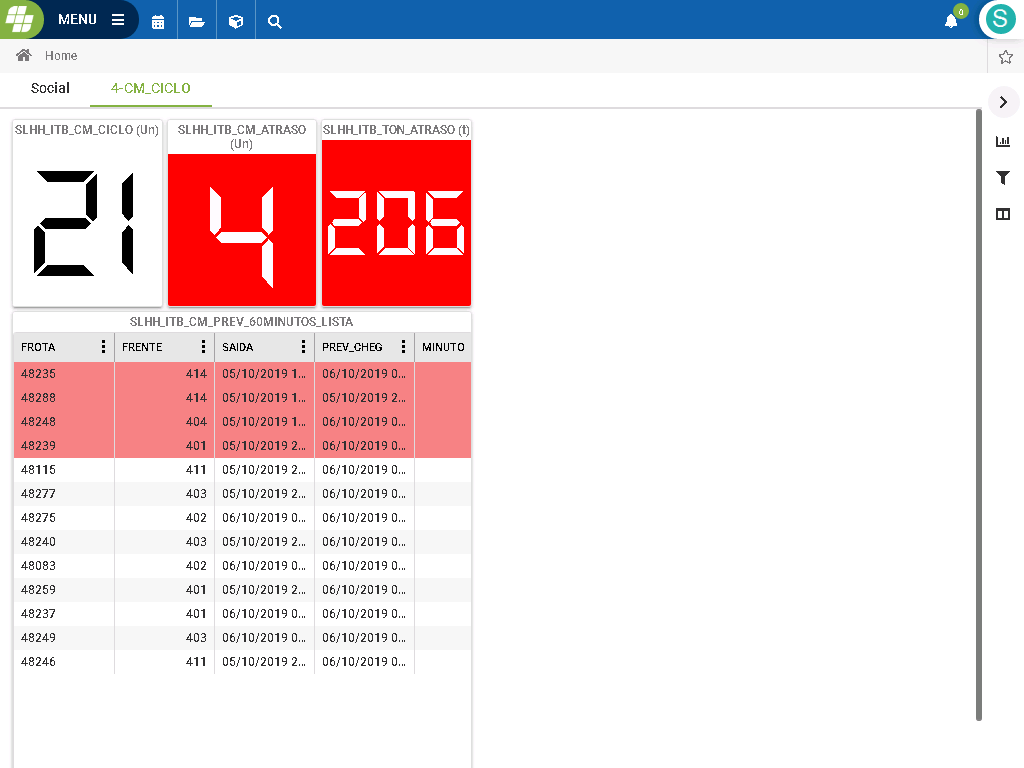 MENU
0
S
Home
Social 4-CM_CICLO
SLHH_ITB_CM_CICLO (Un)
21
SLHH_ITB_CM_ATRASO
(Un)
4
SLHH_ITB_TON_ATRASO (t)
206
SLHH_ITB_CM_PREV_60MINUTOS_LISTA
FROTA FRENTE SAIDA PREV_CHEG MINUTO
48235 414 05/10/2019 1... 06/10/2019 0...
48288 414 05/10/2019 1... 05/10/2019 2...
48248 404 05/10/2019 1... 06/10/2019 0...
48239 401 05/10/2019 2... 06/10/2019 0...
48115 411 05/10/2019 2... 06/10/2019 0...
48277 403 05/10/2019 2... 06/10/2019 0...
48275 402 06/10/2019 0... 06/10/2019 0...
48240 403 05/10/2019 2... 06/10/2019 0...
48083 402 06/10/2019 0... 06/10/2019 0...
48259 401 05/10/2019 2... 06/10/2019 0...
48237 401 06/10/2019 0... 06/10/2019 0...
48249 403 06/10/2019 0... 06/10/2019 0...
48246 411 05/10/2019 2... 06/10/2019 0...